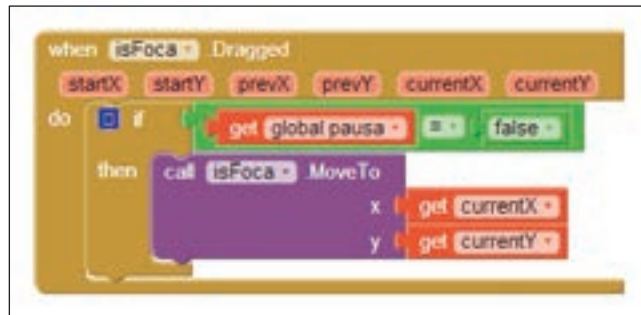 when isFoca .Dragged
startX startY prevX prevY currentX currentY
do if get global pausa = false
then call isFoca .MoveTo
x get currentX
y get currentY